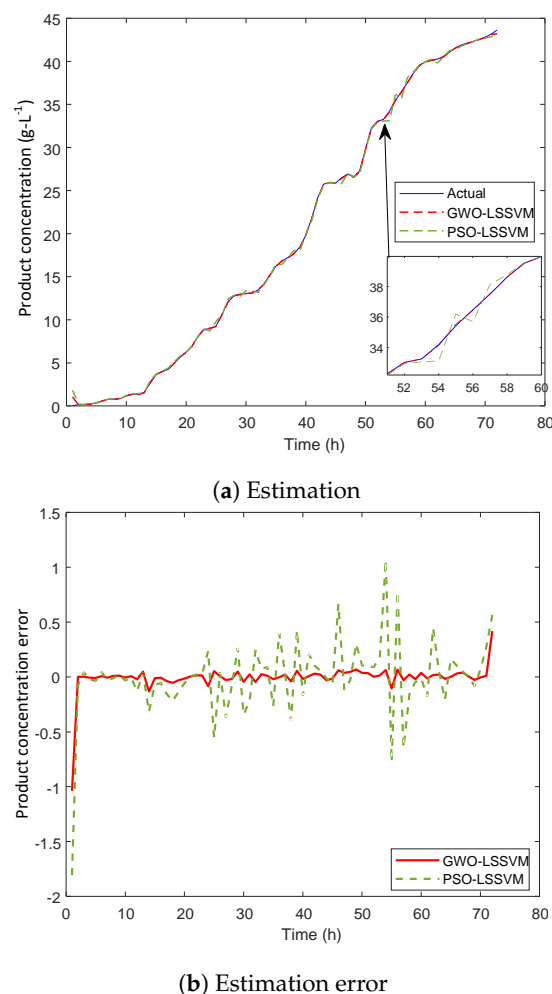 45
40
35
30
25
20
15
10
5
0
Product concentration (g-L⁻¹)
Actual
GWO-LSSVM
PSO-LSSVM
38
36
34
52 54 56 58 60
0 10 20 30 40 50 60 70 80
Time (h)
(a) Estimation
1.5
1
0.5
0
-0.5
-1
-1.5
-2
Product concentration error
GWO-LSSVM
PSO-LSSVM
0 10 20 30 40 50 60 70 80
Time (h)
(b) Estimation error